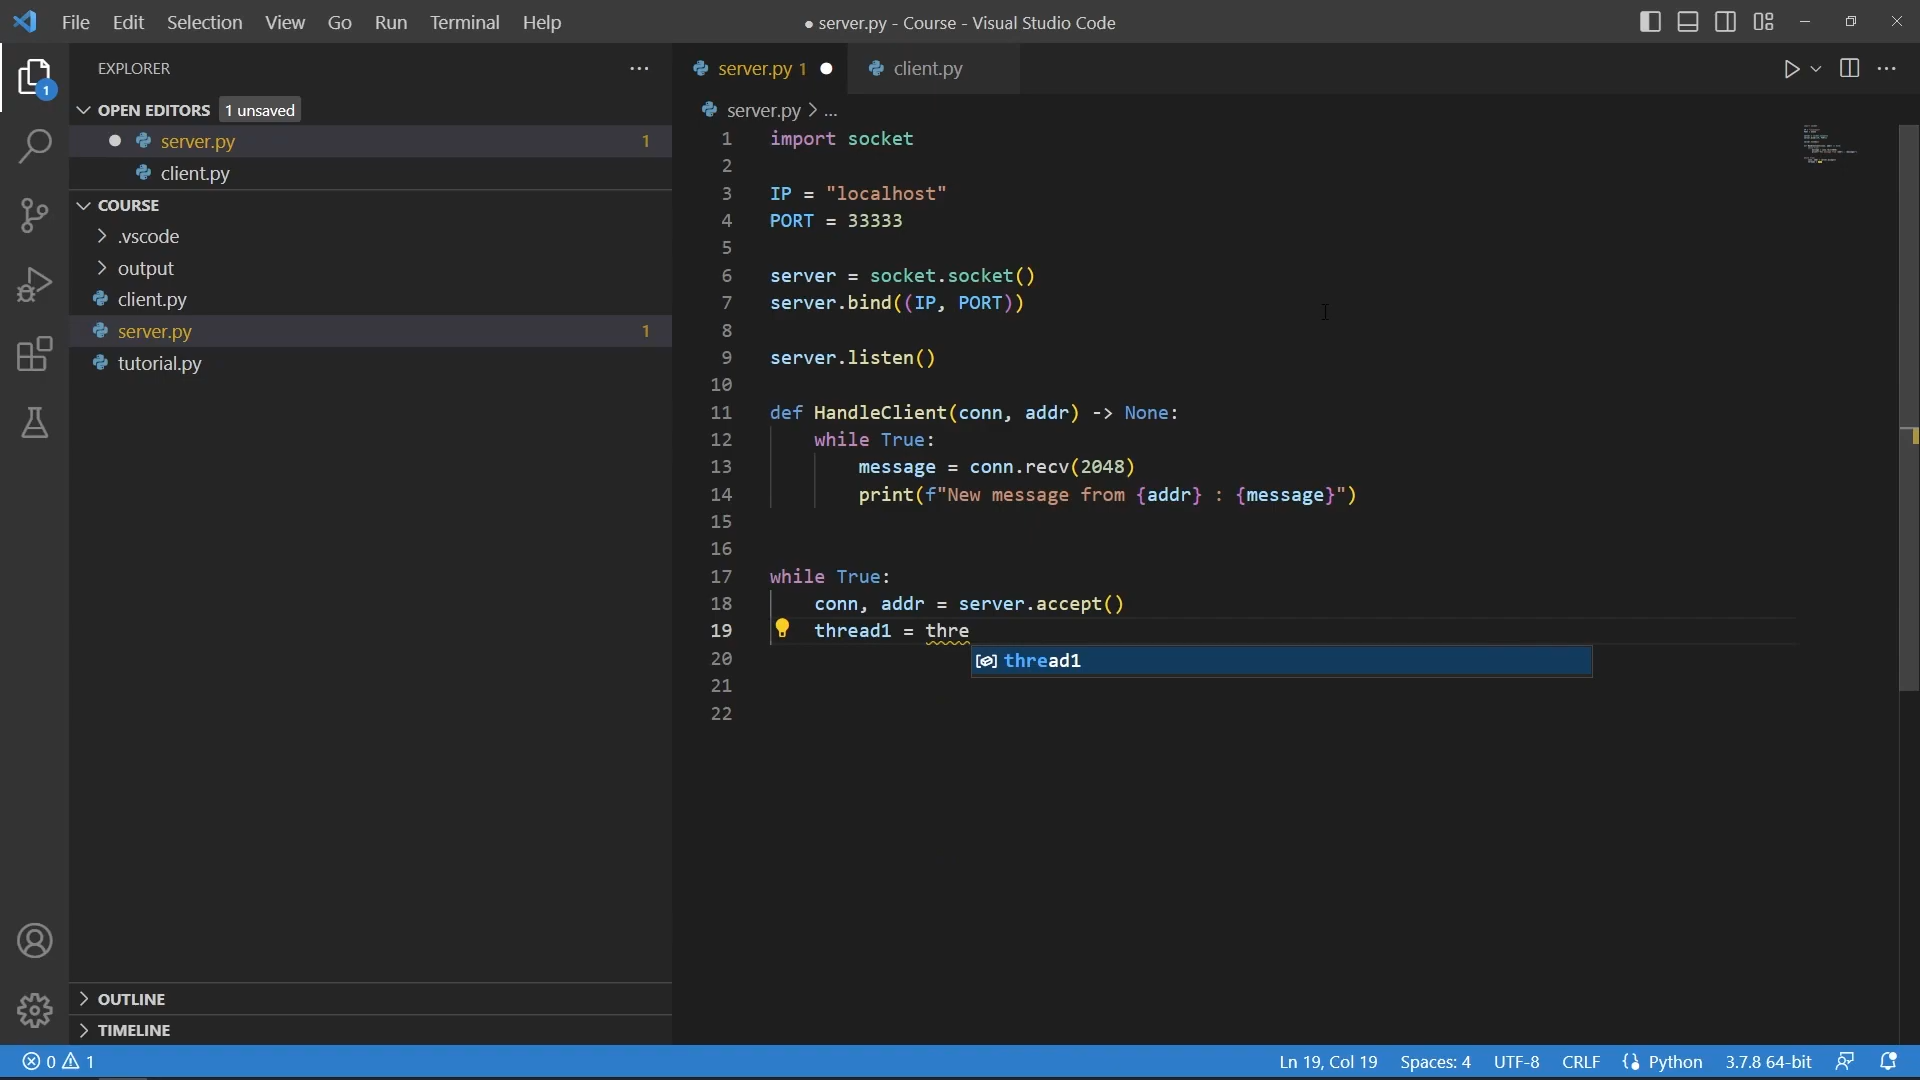 File Edit Selection View Go Run Terminal Help
● server.py - Course - Visual Studio Code
EXPLORER
OPEN EDITORS 1 unsaved
server.py 1
client.py
COURSE
.vscode
output
client.py
server.py 1
tutorial.py
OUTLINE
TIMELINE
1
server.py 1
client.py
server.py > ...
1 import socket
2
3 IP = "localhost"
4 PORT = 33333
5
6 server = socket.socket()
7 server.bind((IP, PORT))
8
9 server.listen()
10
11 def HandleClient(conn, addr) -> None:
12 while True:
13 message = conn.recv(2048)
14 print(f"New message from {addr} : {message}")
15
16
17 while True:
18 conn, addr = server.accept()
19 thread1 = thre
thread1
20
21
22
0 1
Ln 19, Col 19 Spaces: 4 UTF-8 CRLF Python 3.7.8 64-bit